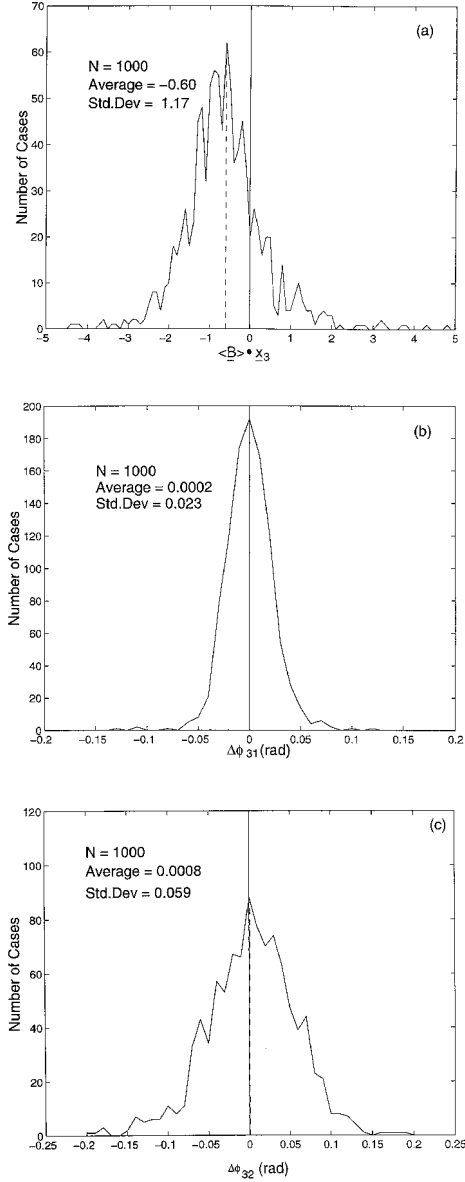 (a)
N = 1000
Average = −0.60
Std.Dev = 1.17
Number of Cases
70
60
50
40
30
20
10
0
−5 −4 −3 −2 −1 0 1 2 3 4 5
<B> • x3
(b)
N = 1000
Average = 0.0002
Std.Dev = 0.023
Number of Cases
200
180
160
140
120
100
80
60
40
20
0
−0.2 −0.15 −0.1 −0.05 0 0.05 0.1 0.15 0.2
Δϕ31(rad)
(c)
N = 1000
Average = 0.0008
Std.Dev = 0.059
Number of Cases
120
100
80
60
40
20
0
−0.25 −0.2 −0.15 −0.1 −0.05 0 0.05 0.1 0.15 0.2 0.25
Δϕ32 (rad)